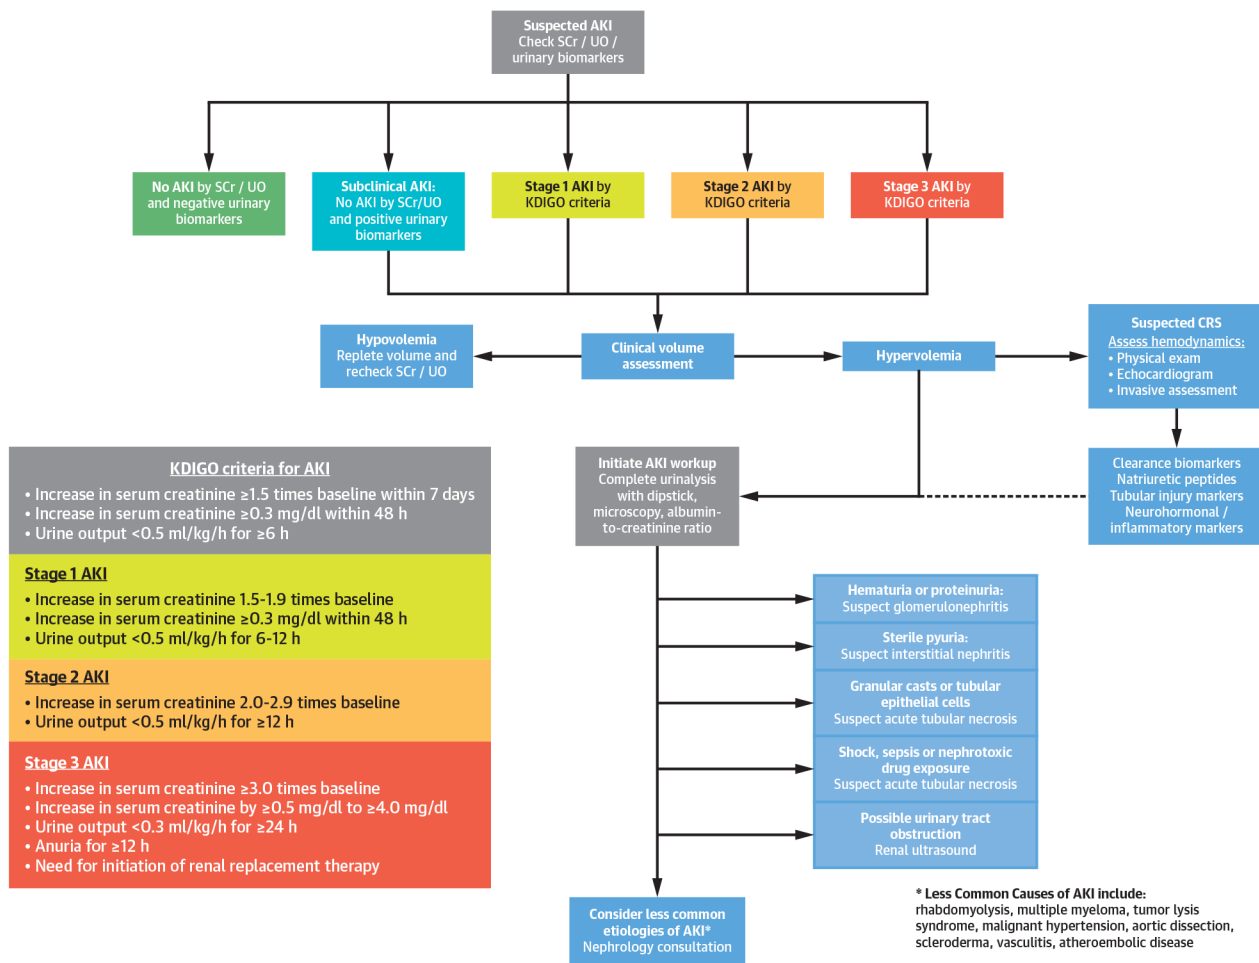 Suspected AKI
Check SCr / UO /
urinary biomarkers
No AKI by SCr / UO
and negative urinary
biomarkers
Subclinical AKI:
No AKI by SCr/UO
and positive urinary
biomarkers
Stage 1 AKI by
KDIGO criteria
Stage 2 AKI by
KDIGO criteria
Stage 3 AKI by
KDIGO criteria
Hypovolemia
Replete volume and
recheck SCr / UO
Clinical volume
assessment
Hypervolemia
Suspected CRS
Assess hemodynamics:
• Physical exam
• Echocardiogram
• Invasive assessment
Clearance biomarkers
Natriuretic peptides
Tubular injury markers
Neurohormonal /
inflammatory markers
Initiate AKI workup
Complete urinalysis
with dipstick,
microscopy, albumin-
to-creatinine ratio
KDIGO criteria for AKI
• Increase in serum creatinine ≥1.5 times baseline within 7 days
• Increase in serum creatinine ≥0.3 mg/dl within 48 h
• Urine output <0.5 ml/kg/h for ≥6 h
Stage 1 AKI
• Increase in serum creatinine 1.5-1.9 times baseline
• Increase in serum creatinine ≥0.3 mg/dl within 48 h
• Urine output <0.5 ml/kg/h for 6-12 h
Stage 2 AKI
• Increase in serum creatinine 2.0-2.9 times baseline
• Urine output <0.5 ml/kg/h for ≥12 h
Stage 3 AKI
• Increase in serum creatinine ≥3.0 times baseline
• Increase in serum creatinine by ≥0.5 mg/dl to ≥4.0 mg/dl
• Urine output <0.3 ml/kg/h for ≥24 h
• Anuria for ≥12 h
• Need for initiation of renal replacement therapy
Hematuria or proteinuria:
Suspect glomerulonephritis
Sterile pyuria:
Suspect interstitial nephritis
Granular casts or tubular
epithelial cells
Suspect acute tubular necrosis
Shock, sepsis or nephrotoxic
drug exposure
Suspect acute tubular necrosis
Possible urinary tract
obstruction
Renal ultrasound
Consider less common
etiologies of AKI*
Nephrology consultation
* Less Common Causes of AKI include:
rhabdomyolysis, multiple myeloma, tumor lysis
syndrome, malignant hypertension, aortic dissection,
scleroderma, vasculitis, atheroembolic disease